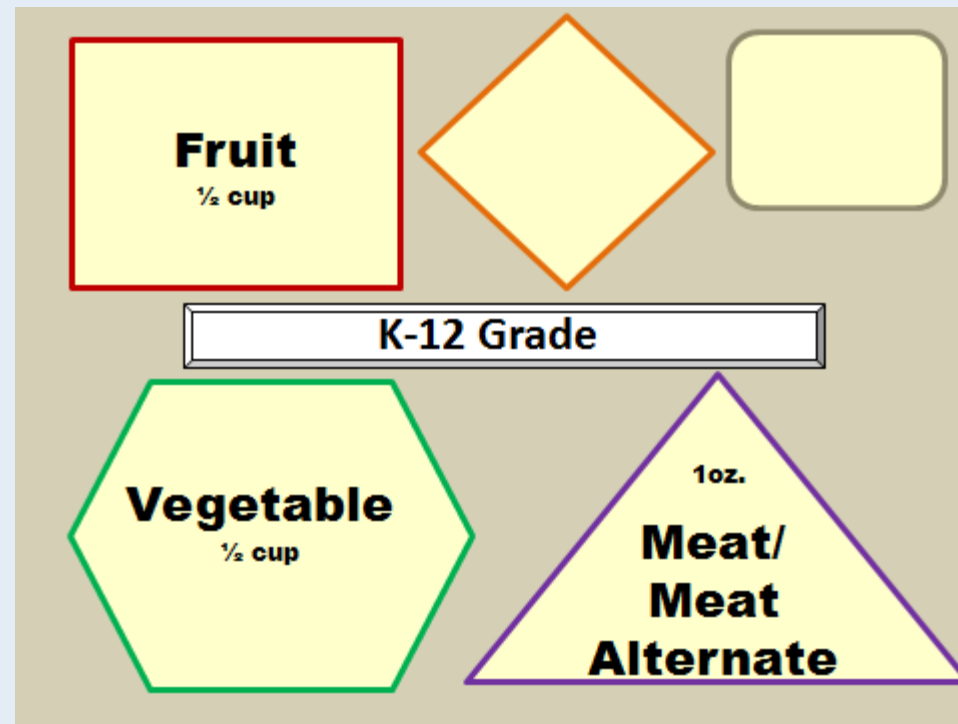 Fruit
½ cup
K-12 Grade
Vegetable
½ cup
1oz.
Meat/
Meat
Alternate